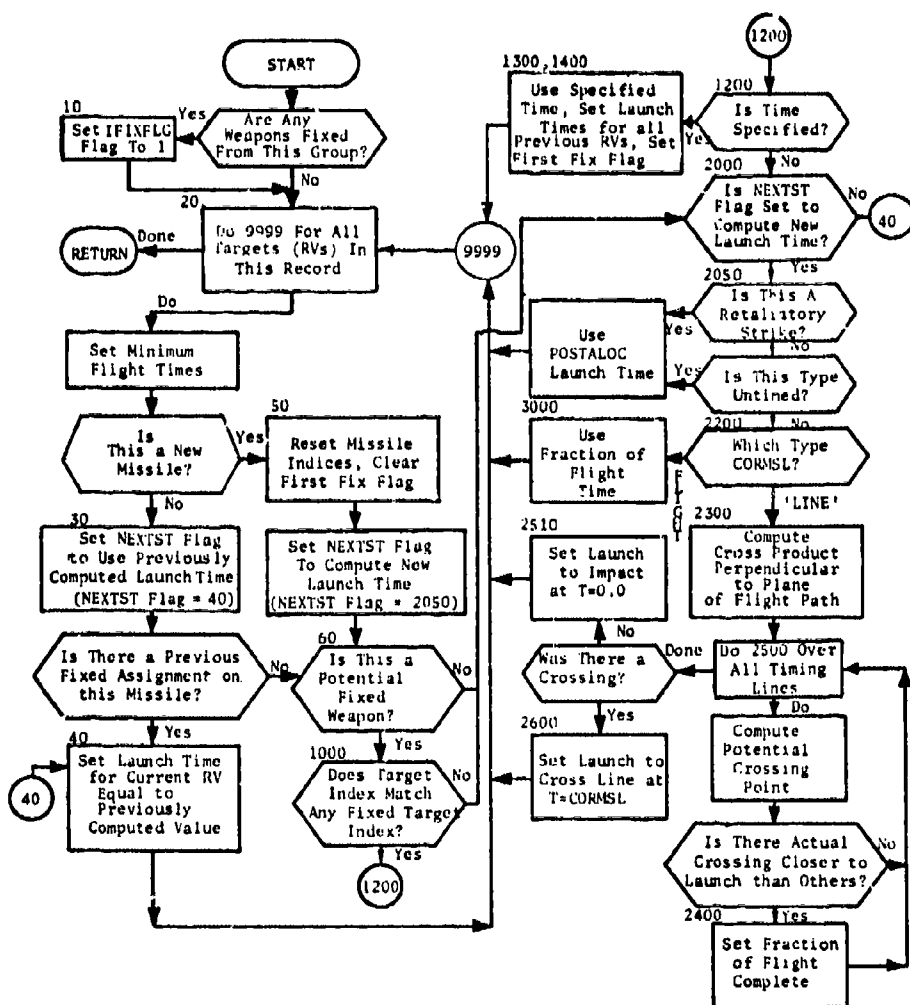 START
10
Yes
Are Any
Weapons Fixed
From This Group?
Set IFIXFLG
Flag To 1
No
20
Do 9999 For All
Targets (RVs) In
This Record
Done
RETURN
9999
Do
Set Minimum
Flight Times
Is
This a New
Missile?
Yes
50
Reset Missile
Indices, Clear
First Fix Flag
No
30
Set NEXTST Flag
to Use Previously
Computed Launch Time
(NEXTST Flag = 40)
Set NEXTST Flag
To Compute New
Launch Time
(NEXTST Flag = 2050)
Is There a Previous
Fixed Assignment on
this Missile?
No
60
Is This a
Potential
Fixed
Weapon?
No
Yes
40
Set Launch Time
for Current RV
Equal to
Previously
Computed Value
40
Yes
1000
Does Target
Index Match
Any Fixed Target
Index?
No
Yes
1200
1200
1200
Is Time
Specified?
Yes
1300,1400
Use Specified
Time, Set Launch
Times for all
Previous RVs, Set
First Fix Flag
No
2000
Is NEXTST
Flag Set to
Compute New
Launch Time?
No
40
Yes
2050
Is This A
Retaliatory
Strike?
Yes
Use
POSTALOC
Launch Time
No
Is This Type
Untimed?
Yes
No
2200
Which Type
CORMSL?
3000
Use
Fraction of
Flight
Time
'LINE'
2300
Compute
Cross Product
Perpendicular
to Plane
of Flight Path
2510
Set Launch
to Impact
at T=0.0
No
Was There a
Crossing?
Done
Do 2500 Over
All Timing
Lines
Yes
2600
Set Launch to
Cross Line at
T=CORMSL
Do
Compute
Potential
Crossing
Point
Is There Actual
Crossing Closer to
Launch than Others?
No
Yes
2400
Set Fraction
of Flight
Complete